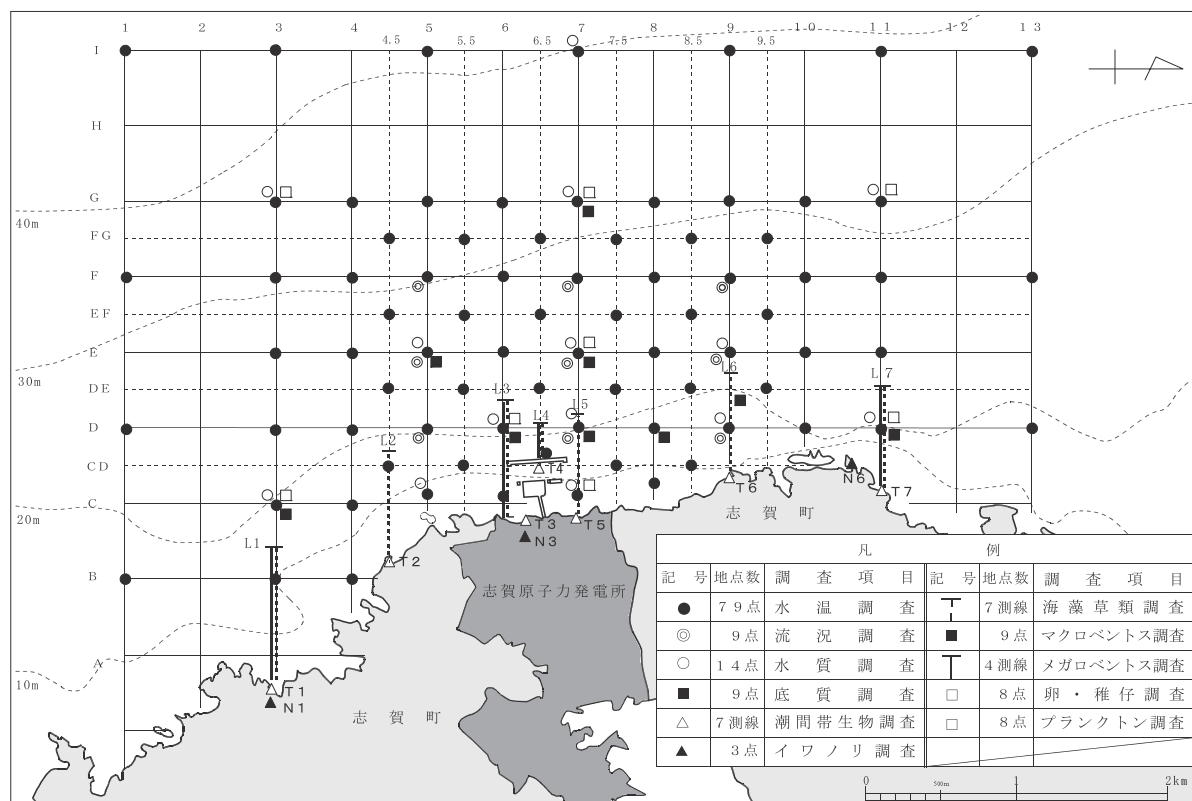 1 2 3 4 5 6 7 8 9 10 11 12 13
4.5 5.5 6.5 7.5 8.5 9.5
I
H
G
40m
FG
F
EF
E
30m
DE
L6
L3
L7
L5
L4
D
L2
CD
T4
T6
N6
T7
C
20m
T3
T5
志賀町
N3
L1
T2
志賀原子力発電所
B
A
10m
T1
N1
志賀町
凡例
記号 地点数 調査項目 記号 地点数 調査項目
● 79点 水温調査 7測線 海藻草類調査
◎ 9点 流況調査 ■ 9点 マクロベントス調査
○ 14点 水質調査 4測線 メガロベントス調査
■ 9点 底質調査 □ 8点 卵・稚仔調査
△ 7測線 潮間帯生物調査 □ 8点 プランクトン調査
▲ 3点 イワノリ調査
0 500m 1 2km